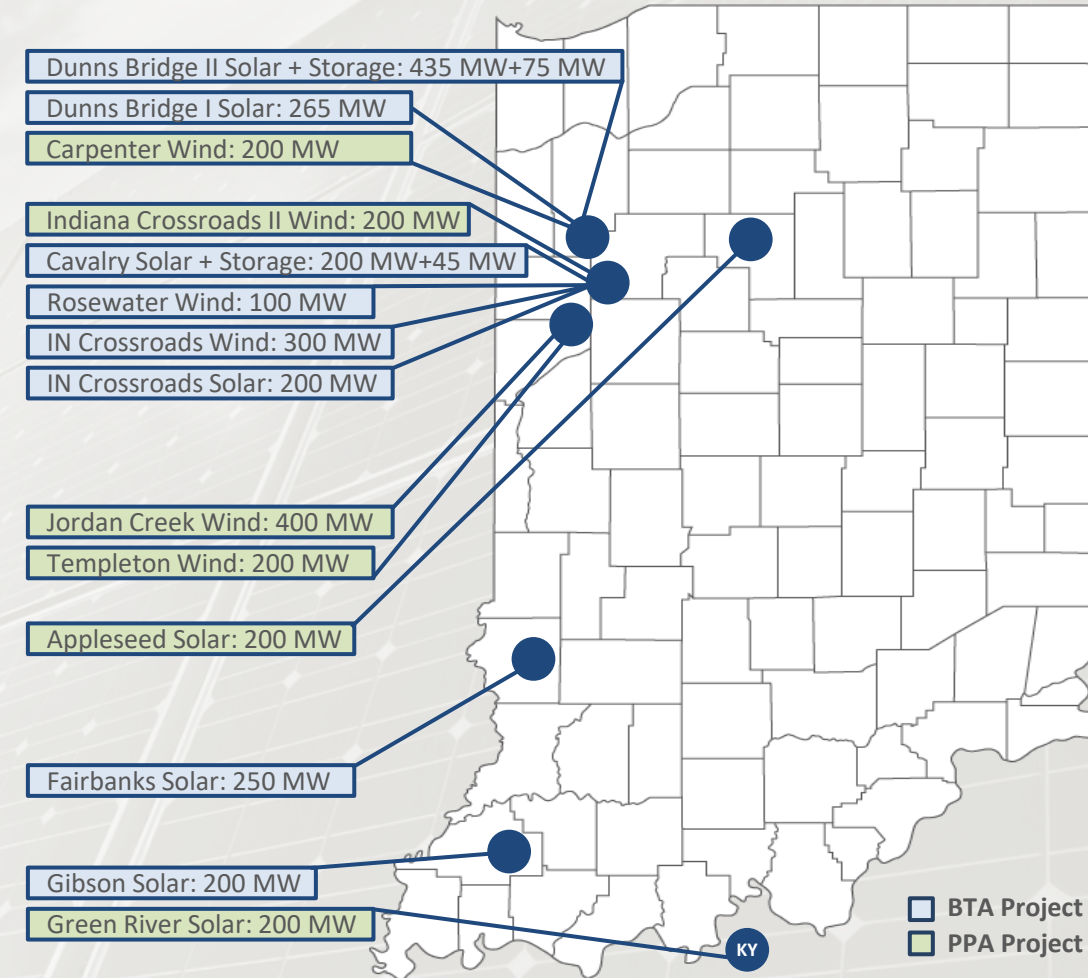 Dunns Bridge II Solar + Storage: 435 MW+75 MW
Dunns Bridge I Solar: 265 MW
Carpenter Wind: 200 MW
Indiana Crossroads II Wind: 200 MW
Cavalry Solar + Storage: 200 MW+45 MW
Rosewater Wind: 100 MW
IN Crossroads Wind: 300 MW
IN Crossroads Solar: 200 MW
Jordan Creek Wind: 400 MW
Templeton Wind: 200 MW
Appleseed Solar: 200 MW
Fairbanks Solar: 250 MW
Gibson Solar: 200 MW
Green River Solar: 200 MW
KY
BTA Project
PPA Project